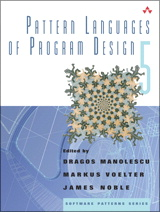 PATTERN LANGUAGES
OF PROGRAM DESIGN
5
Edited by
DRAGOS MANOLESCU
MARKUS VOELTER
JAMES NOBLE
SOFTWARE PATTERNS SERIES